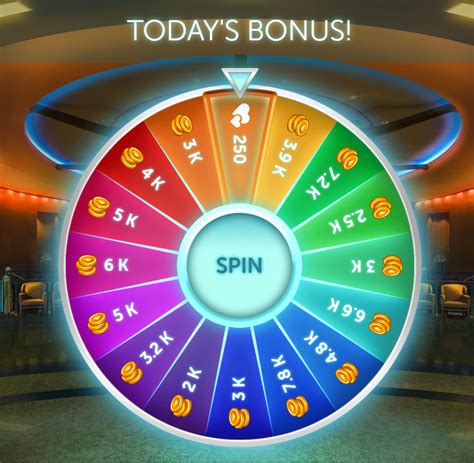 TODAY'S BONUS!
250
3.9K
7.2K
2.5K
3K
6.6K
4.8K
7.8K
3K
2K
3.2K
5K
6K
5K
4K
3K
SPIN